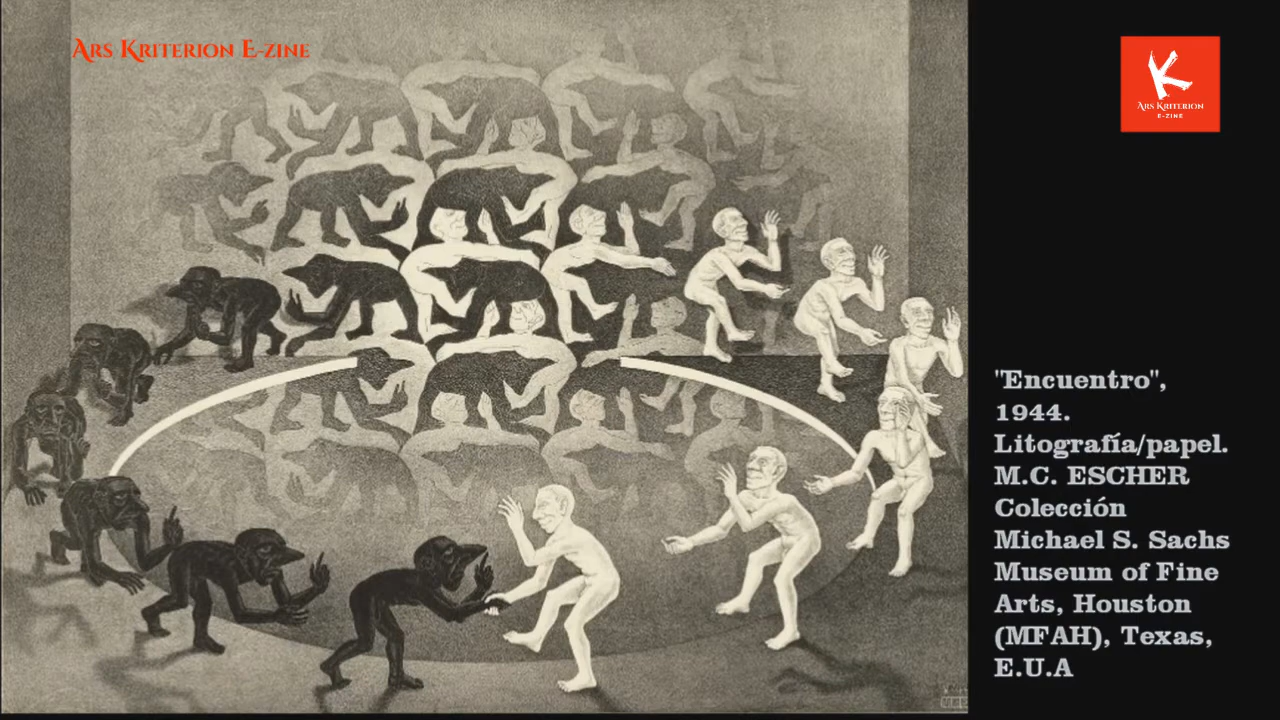 Ars Kriterion E-zine
K
Ars Kriterion
E-ZINE
"Encuentro",
1944.
Litografía/papel.
M.C. ESCHER
Colección
Michael S. Sachs
Museum of Fine
Arts, Houston
(MFAH), Texas,
E.U.A